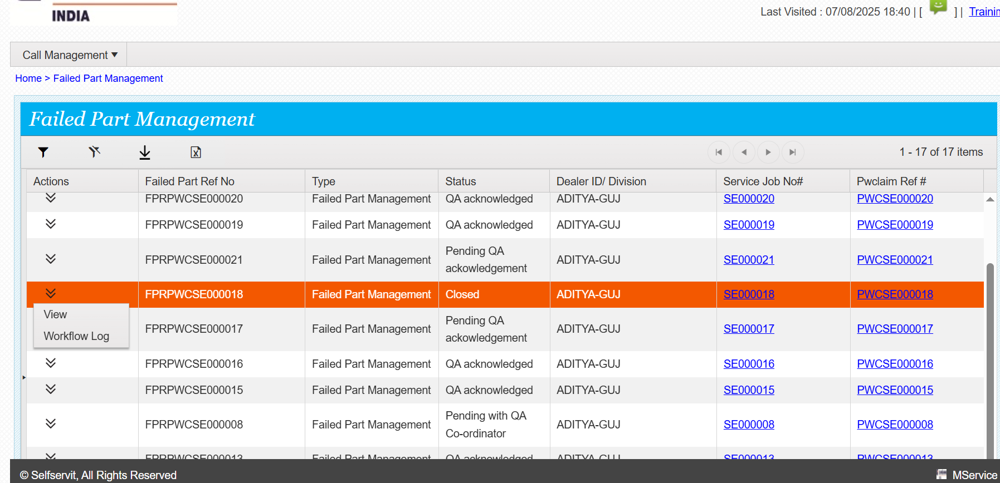 INDIA
Last Visited : 07/08/2025 18:40 | [ ] | Trainin
Call Management
Home > Failed Part Management
Failed Part Management
1 - 17 of 17 items
Actions Failed Part Ref No Type Status Dealer ID/ Division Service Job No# Pwclaim Ref #
FPRPWCSE000020 Failed Part Management QA acknowledged ADITYA-GUJ SE000020 PWCSE000020
FPRPWCSE000019 Failed Part Management QA acknowledged ADITYA-GUJ SE000019 PWCSE000019
FPRPWCSE000021 Failed Part Management Pending QA ackowledgement ADITYA-GUJ SE000021 PWCSE000021
FPRPWCSE000018 Failed Part Management Closed ADITYA-GUJ SE000018 PWCSE000018
View
Workflow Log
FPRPWCSE000017 Failed Part Management Pending QA ackowledgement ADITYA-GUJ SE000017 PWCSE000017
FPRPWCSE000016 Failed Part Management QA acknowledged ADITYA-GUJ SE000016 PWCSE000016
FPRPWCSE000015 Failed Part Management QA acknowledged ADITYA-GUJ SE000015 PWCSE000015
FPRPWCSE000008 Failed Part Management Pending with QA Co-ordinator ADITYA-GUJ SE000008 PWCSE000008
FPRPWCSE000013 Failed Part Management QA acknowledged ADITYA-GUJ SE000013 PWCSE000013
© Selfservit, All Rights Reserved
MService